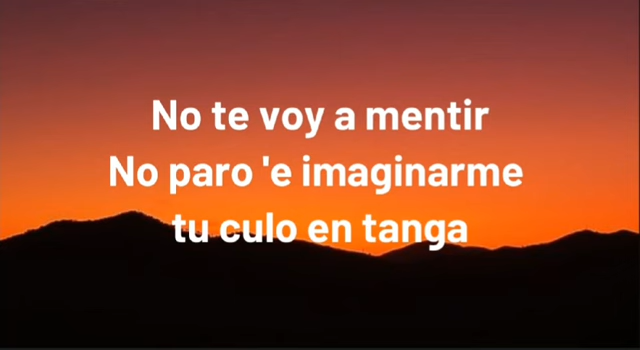 No te voy a mentir
No paro 'e imaginarme
tu culo en tanga